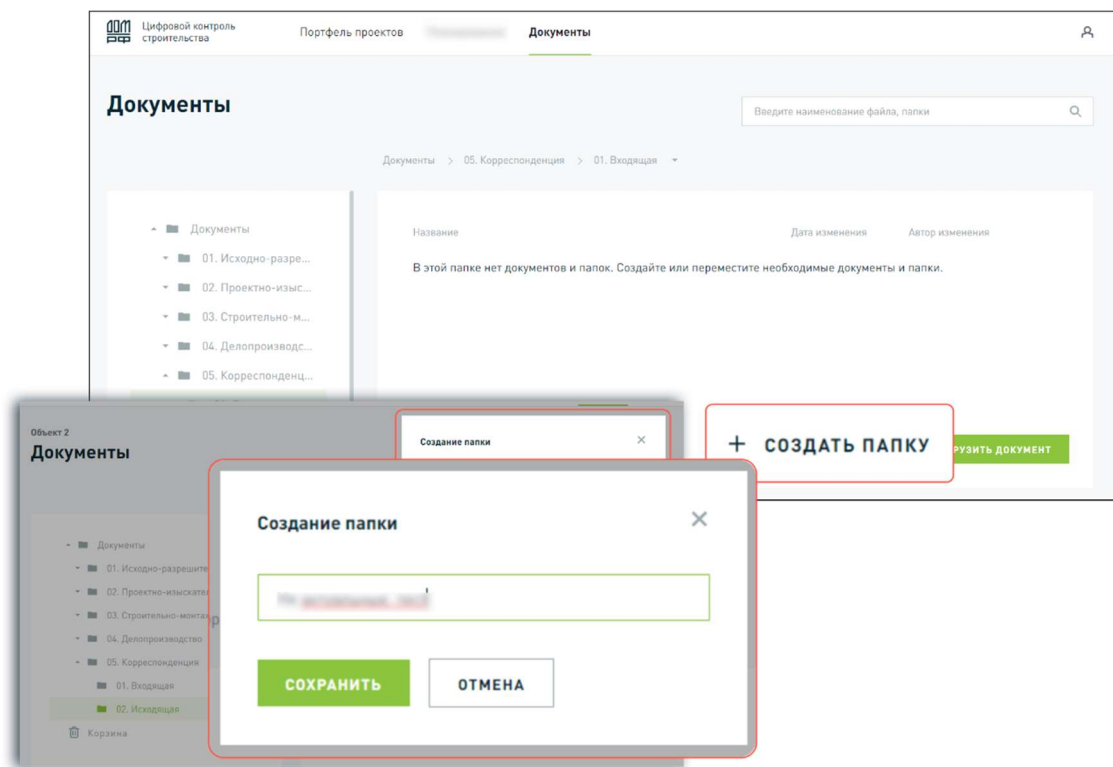 ДОМ РФ
Цифровой контроль строительства
Портфель проектов
Документы
Документы
Введите наименование файла, папки
Документы > 05. Корреспонденция > 01. Входящая
Документы
01. Исходно-разре...
02. Проектно-изыс...
03. Строительно-м...
04. Делопроизводс...
05. Корреспонденц...
Название Дата изменения Автор изменения
В этой папке нет документов и папок. Создайте или переместите необходимые документы и папки.
+ СОЗДАТЬ ПАПКУ
РУЗИТЬ ДОКУМЕНТ
Объект 2
Документы
Создание папки
Документы
01. Исходно-разрешите
02. Проектно-изыскател
03. Строительно-монтаж
04. Делопроизводство
05. Корреспонденция
01. Входящая
02. Исходящая
Корзина
Создание папки
СОХРАНИТЬ
ОТМЕНА